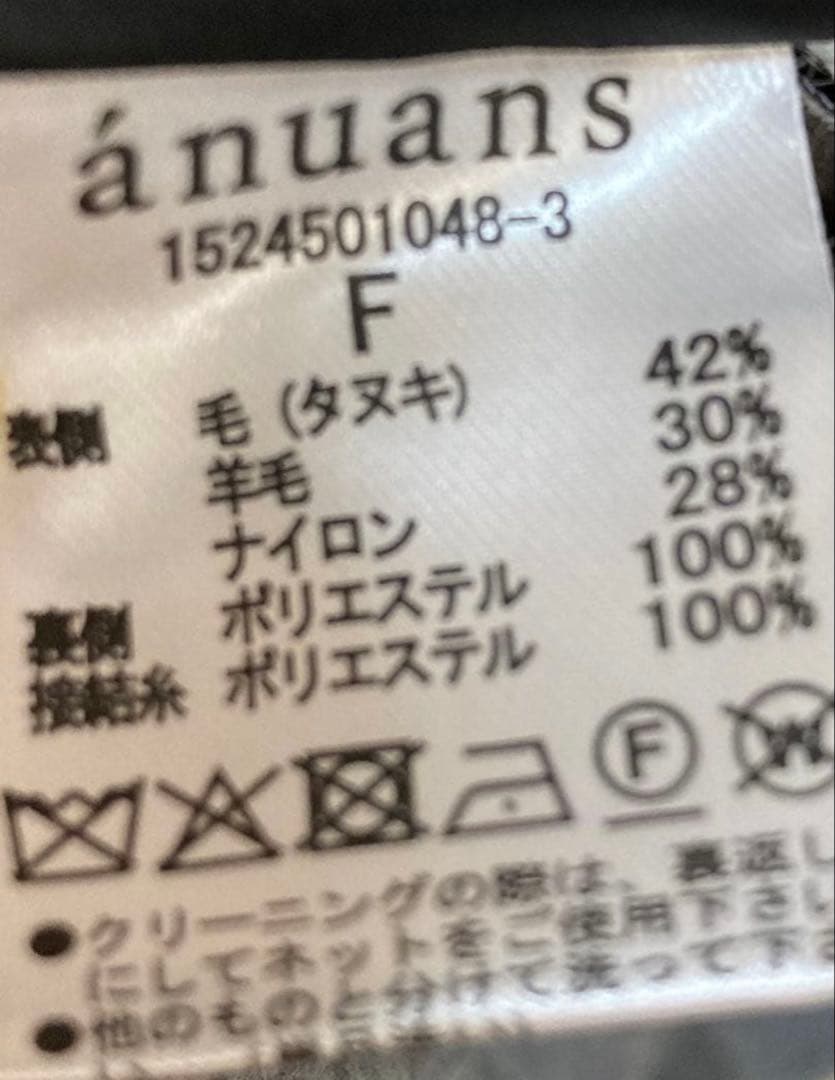 ánuans
1524501048-3
F
表側 毛（タヌキ） 42%
羊毛 30%
ナイロン 28%
裏側 ポリエステル 100%
接結糸 ポリエステル 100%
F W
●クリーニングの際は、裏返し
にしてネットをご使用下さい
●他のものと分けて洗って下さ